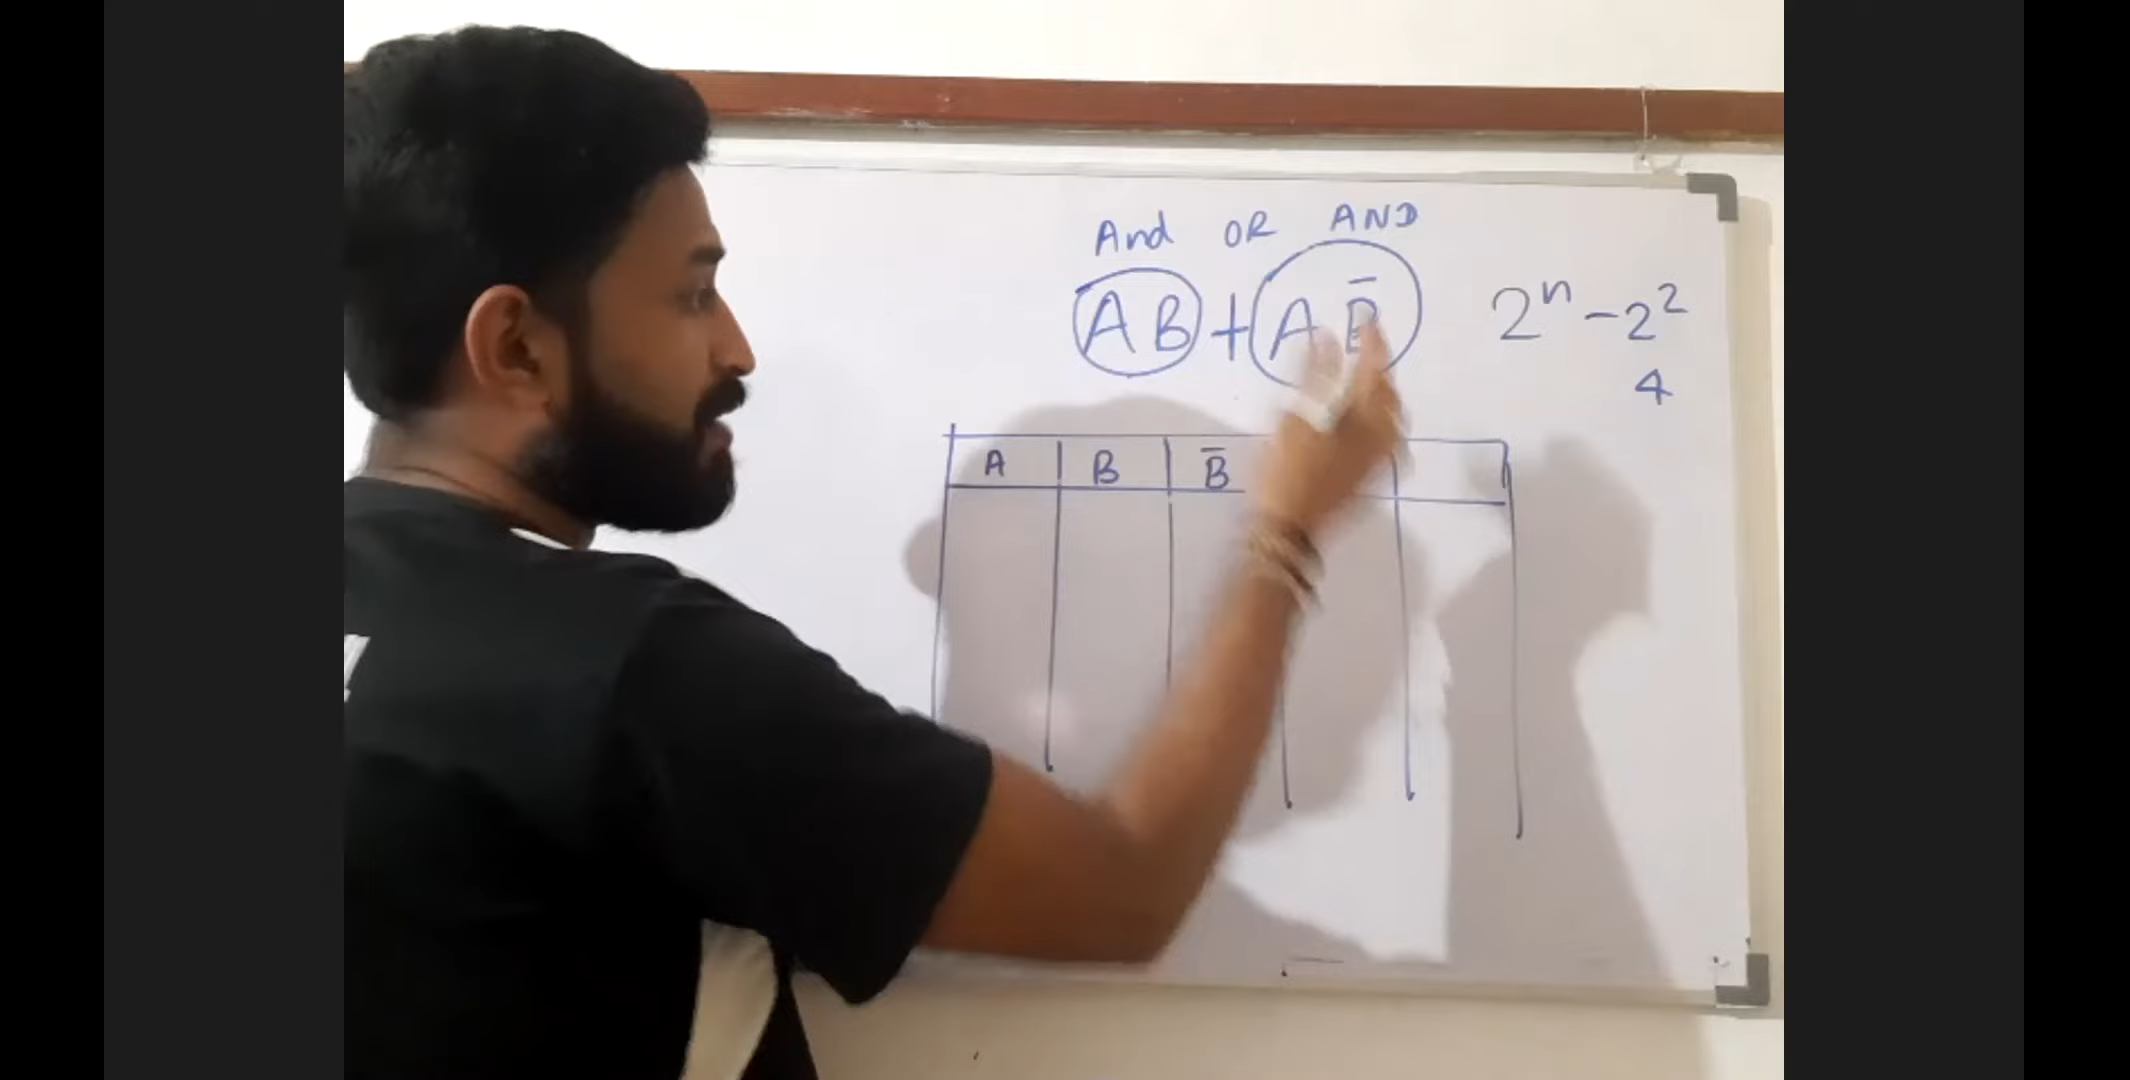 And OR AND
AB + AB̅ 2ⁿ - 2²
4
A B B̅